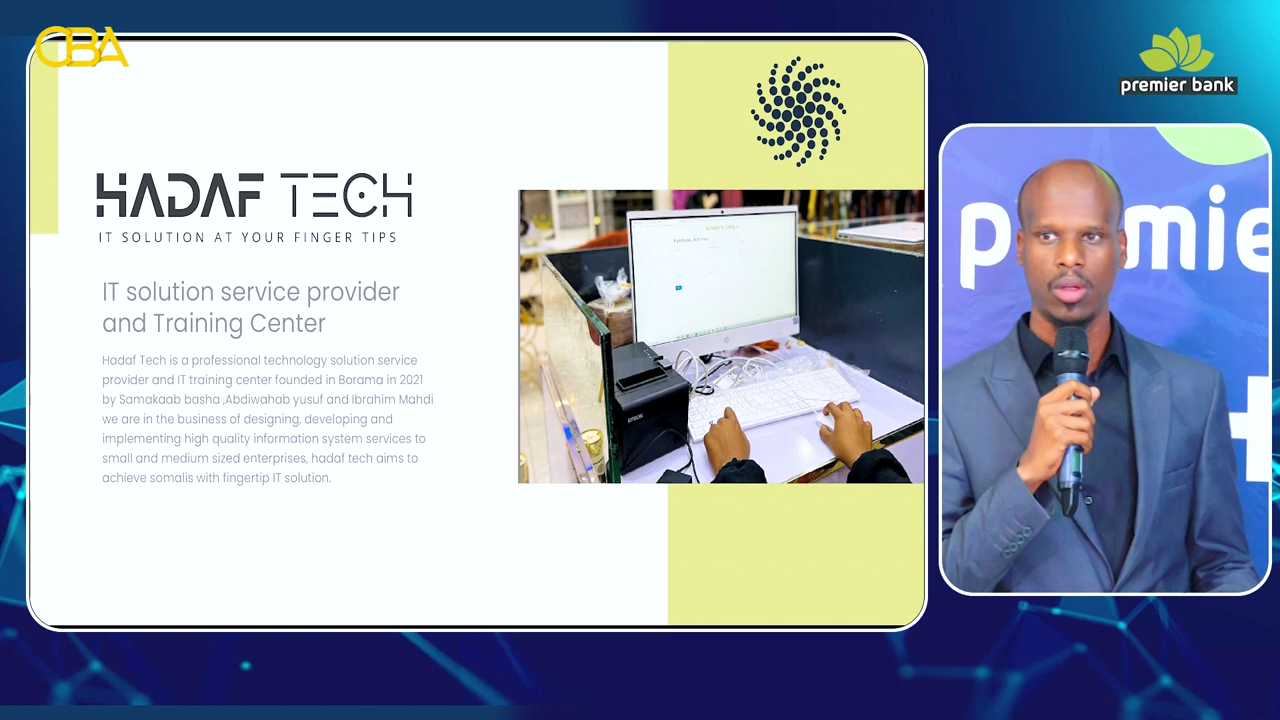 CBA
premier bank
HADAF TECH
IT SOLUTION AT YOUR FINGER TIPS
IT solution service provider
and Training Center
Hadaf Tech is a professional technology solution service
provider and IT training center founded in Borama in 2021
by Samakaab basha ,Abdiwahab yusuf and Ibrahim Mahdi
we are in the business of designing, developing and
implementing high quality information system services to
small and medium sized enterprises, hadaf tech aims to
achieve somalis with fingertip IT solution.
EPSON
premie